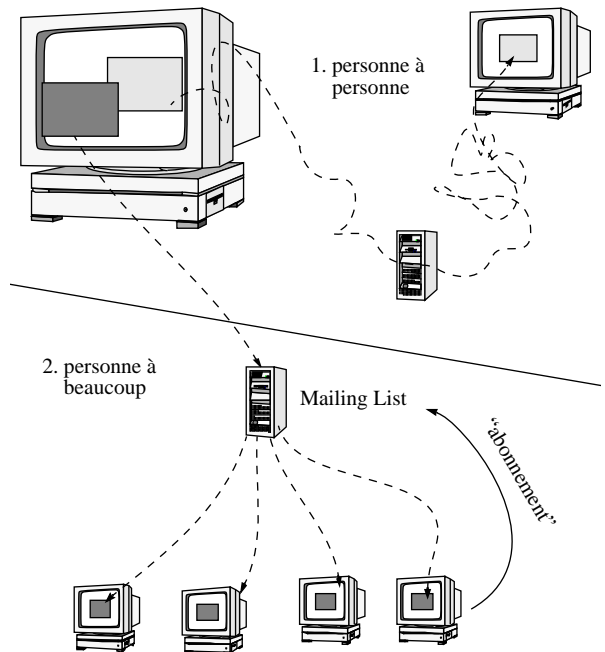 1. personne à
personne
2. personne à
beaucoup
Mailing List
“abonnement”